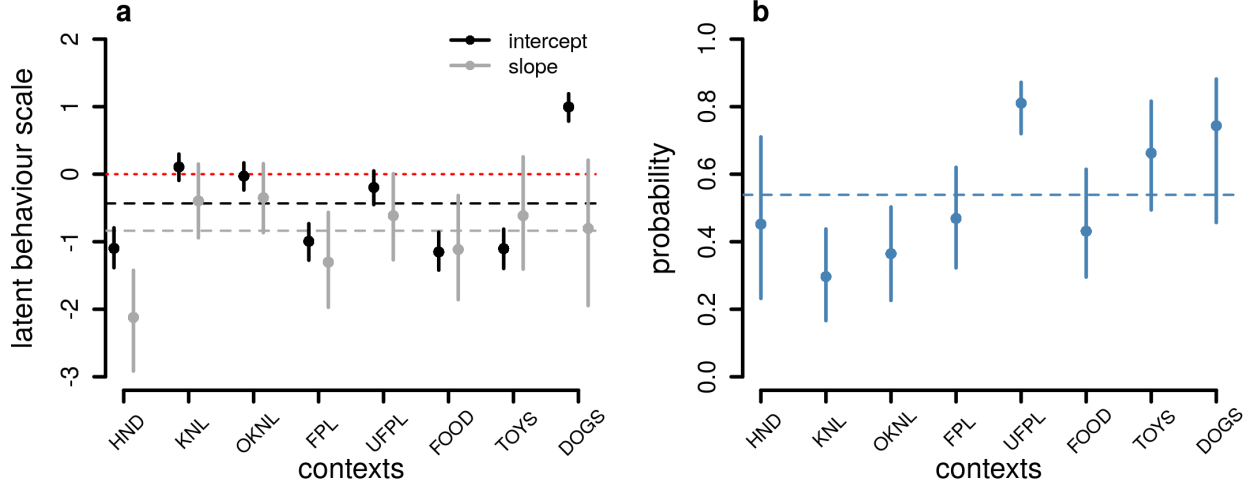 a
latent behaviour scale
2
1
0
-1
-2
-3
intercept
slope
HND
KNL
OKNL
FPL
UFPL
FOOD
TOYS
DOGS
contexts
b
probability
1.0
0.8
0.6
0.4
0.2
0.0
HND
KNL
OKNL
FPL
UFPL
FOOD
TOYS
DOGS
contexts